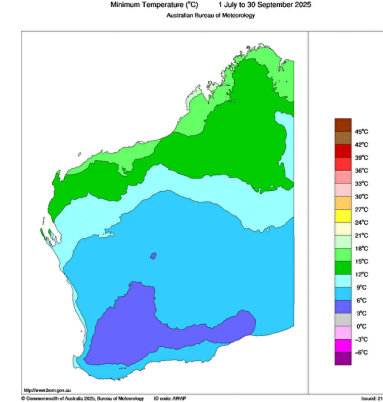 Minimum Temperature (°C) 1 July to 30 September 2025
Australian Bureau of Meteorology
45°C
42°C
39°C
36°C
33°C
30°C
27°C
24°C
21°C
18°C
15°C
12°C
9°C
6°C
3°C
0°C
-3°C
-6°C
http://www.bom.gov.au
© Commonwealth of Australia 2025, Bureau of Meteorology ID code: AWAP
Issued: 21